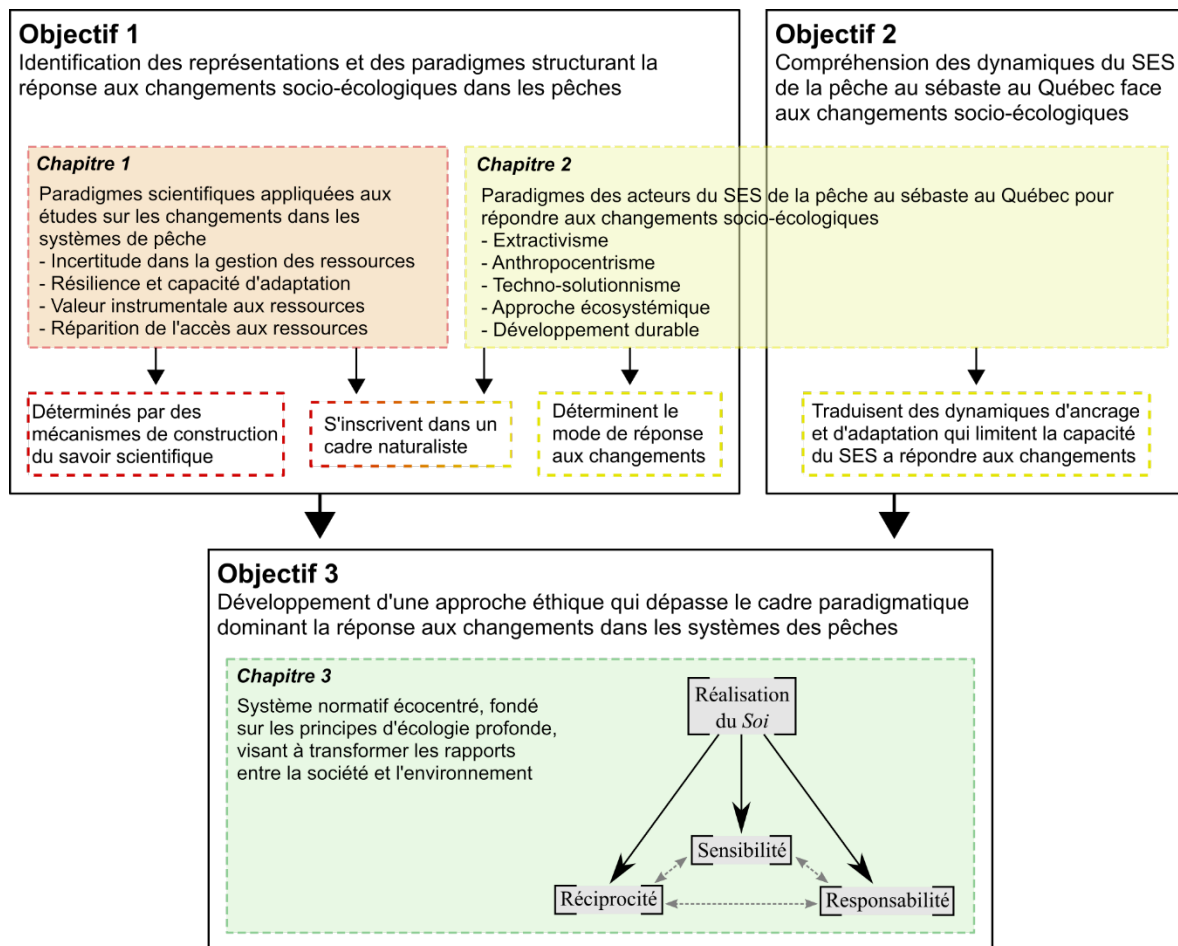 Objectif 1
Identification des représentations et des paradigmes structurant la
réponse aux changements socio-écologiques dans les pêches
Chapitre 1
Paradigmes scientifiques appliquées aux
études sur les changements dans les
systèmes de pêche
- Incertitude dans la gestion des ressources
- Résilience et capacité d'adaptation
- Valeur instrumentale aux ressources
- Réparition de l'accès aux ressources
Objectif 2
Compréhension des dynamiques du SES
de la pêche au sébaste au Québec face
aux changements socio-écologiques
Chapitre 2
Paradigmes des acteurs du SES de la pêche au sébaste au Québec pour
répondre aux changements socio-écologiques
- Extractivisme
- Anthropocentrisme
- Techno-solutionnisme
- Approche écosystémique
- Développement durable
Déterminés par des
mécanismes de construction
du savoir scientifique
S'inscrivent dans un
cadre naturaliste
Déterminent le
mode de réponse
aux changements
Traduisent des dynamiques d'ancrage
et d'adaptation qui limitent la capacité
du SES a répondre aux changements
Objectif 3
Développement d'une approche éthique qui dépasse le cadre paradigmatique
dominant la réponse aux changements dans les systèmes des pêches
Chapitre 3
Système normatif écocentré, fondé
sur les principes d'écologie profonde,
visant à transformer les rapports
entre la société et l'environnement
Réalisation
du Soi
Sensibilité
Réciprocité
Responsabilité